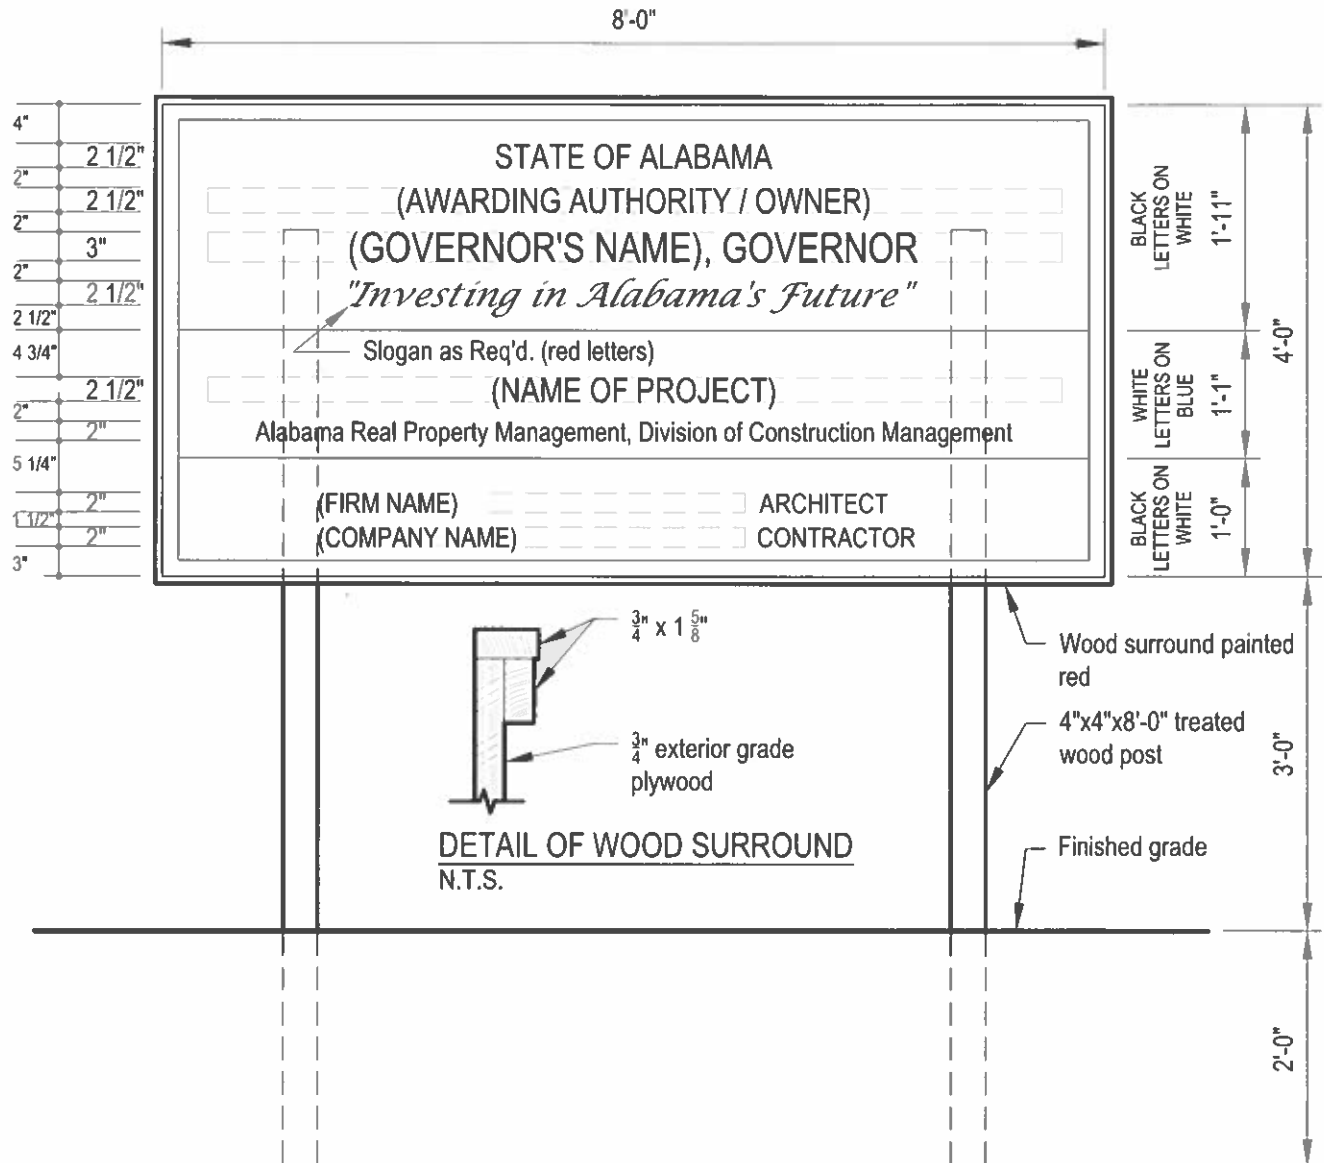 8'-0"
4"
2 1/2"
2"
2 1/2"
2"
3"
2"
2 1/2"
2 1/2"
4 3/4"
2 1/2"
2"
2"
5 1/4"
2"
1 1/2"
2"
3"
STATE OF ALABAMA
(AWARDING AUTHORITY / OWNER)
(GOVERNOR'S NAME), GOVERNOR
"Investing in Alabama's Future"
Slogan as Req'd. (red letters)
(NAME OF PROJECT)
Alabama Real Property Management, Division of Construction Management
(FIRM NAME) ARCHITECT
(COMPANY NAME) CONTRACTOR
BLACK
LETTERS ON
WHITE
1'-11"
WHITE
LETTERS ON
BLUE
1'-1"
BLACK
LETTERS ON
WHITE
1'-0"
4'-0"
3/4" x 1 5/8"
3/4" exterior grade
plywood
DETAIL OF WOOD SURROUND
N.T.S.
Wood surround painted
red
4"x4"x8'-0" treated
wood post
Finished grade
3'-0"
2'-0"